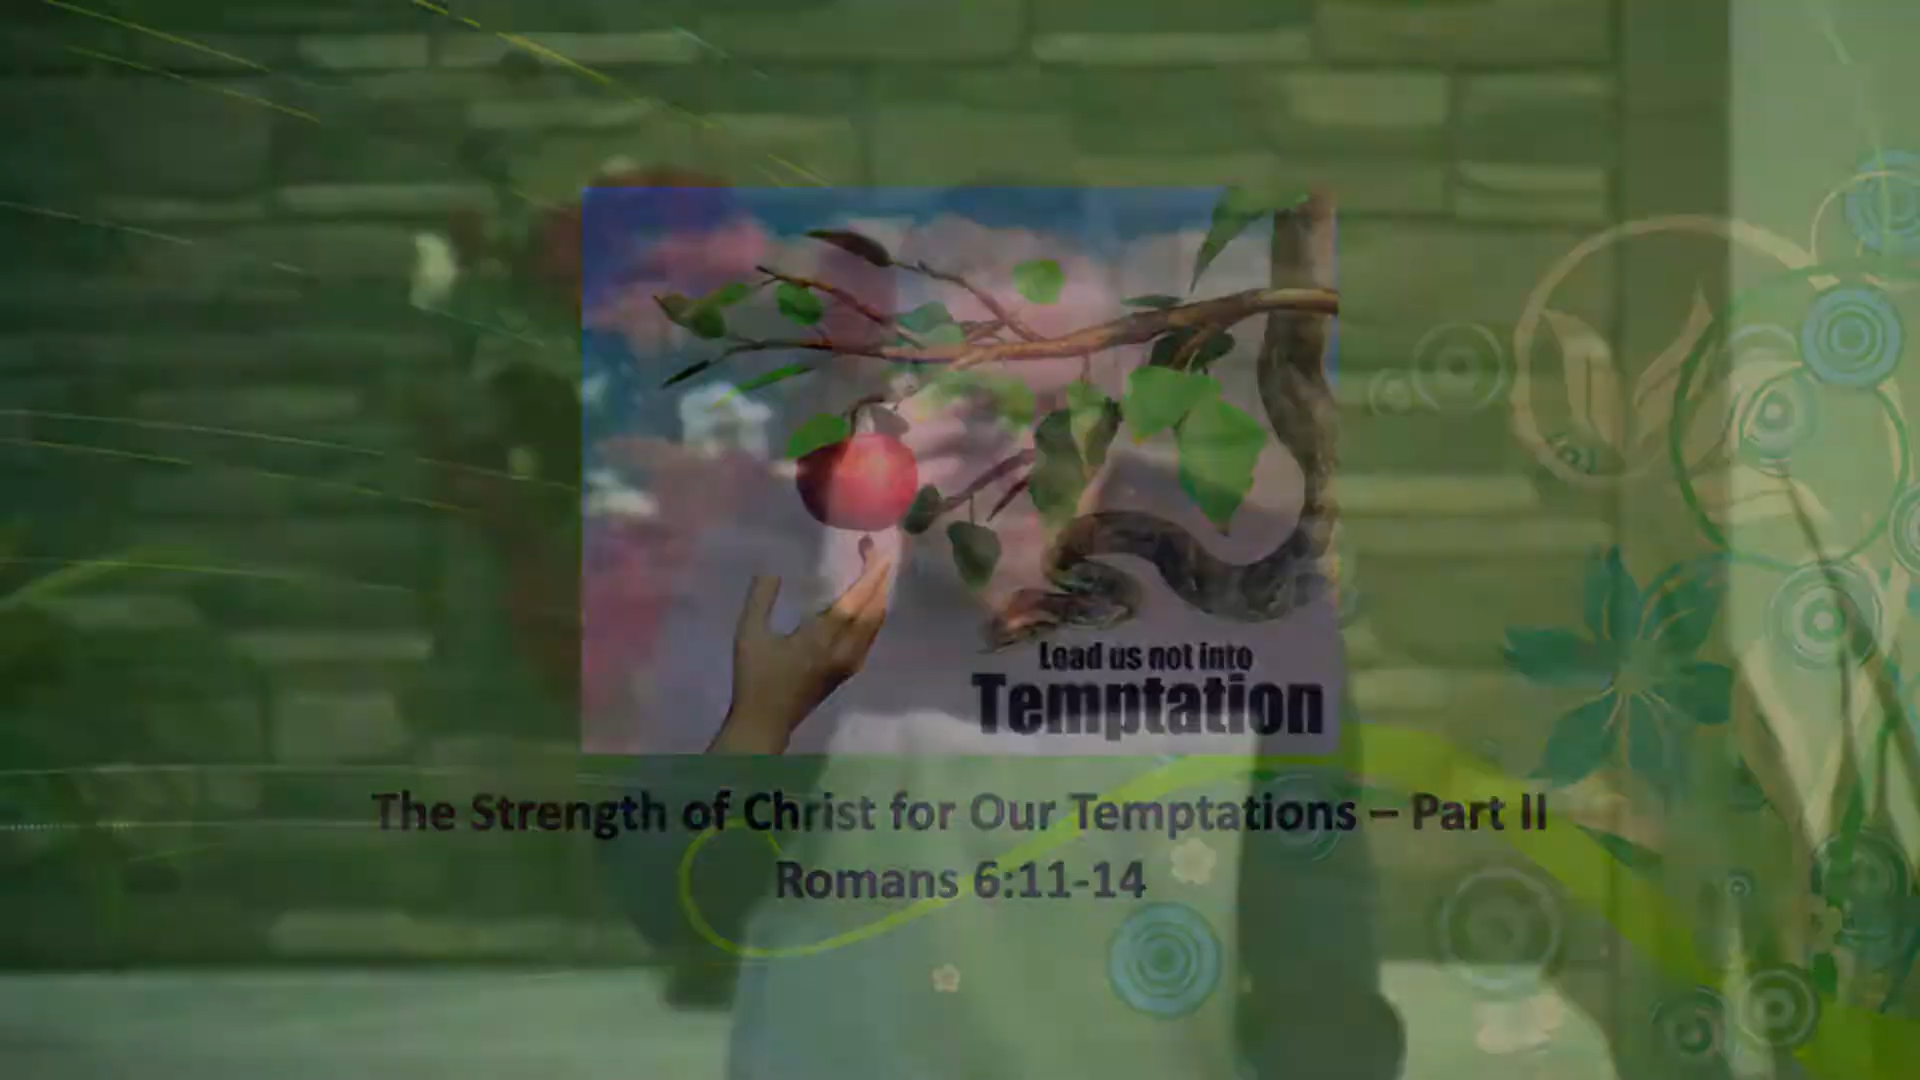 Lead us not into
Temptation
The Strength of Christ for Our Temptations – Part II
Romans 6:11-14